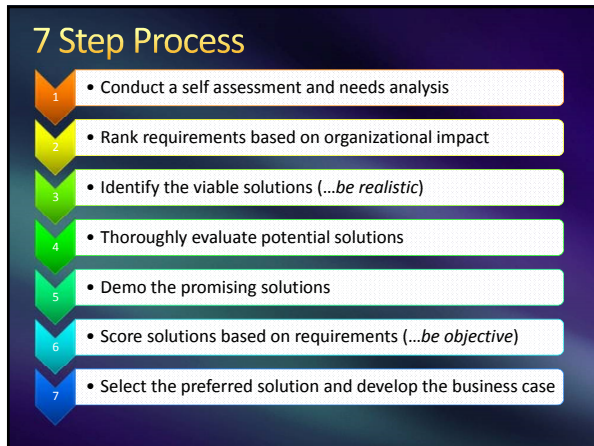 7 Step Process
1 • Conduct a self assessment and needs analysis
2 • Rank requirements based on organizational impact
3 • Identify the viable solutions (…be realistic)
4 • Thoroughly evaluate potential solutions
5 • Demo the promising solutions
6 • Score solutions based on requirements (…be objective)
7 • Select the preferred solution and develop the business case